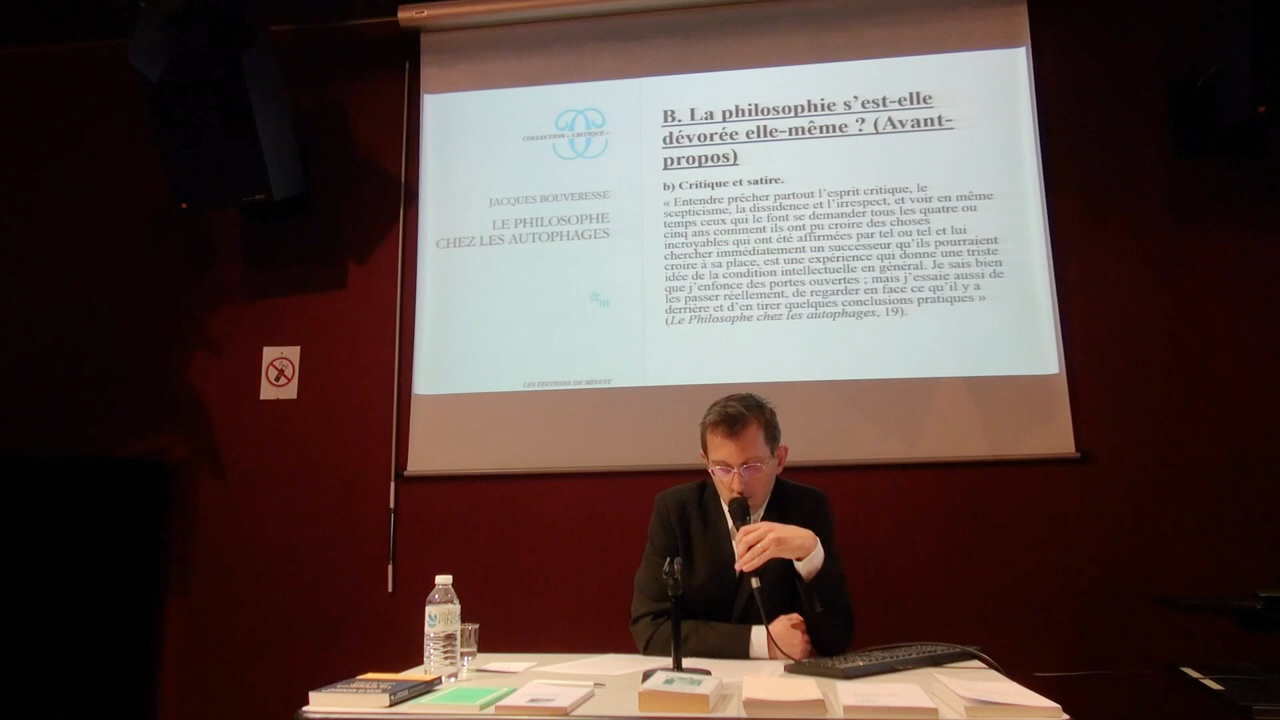 COLLECTION « CRITIQUE »
JACQUES BOUVERESSE
LE PHILOSOPHE
CHEZ LES AUTOPHAGES
LES ÉDITIONS DE MINUIT
B. La philosophie s'est-elle
dévorée elle-même ? (Avant-
propos)
b) Critique et satire.
« Entendre prêcher partout l'esprit critique, le
scepticisme, la dissidence et l'irrespect, et voir en même
temps ceux qui le font se demander tous les quatre ou
cinq ans comment ils ont pu croire des choses
incroyables qui ont été affirmées par tel ou tel et lui
chercher immédiatement un successeur qu'ils pourraient
croire à sa place, est une expérience qui donne une triste
idée de la condition intellectuelle en général. Je sais bien
que j'enfonce des portes ouvertes ; mais j'essaie aussi de
les passer réellement, de regarder en face ce qu'il y a
derrière et d'en tirer quelques conclusions pratiques »
(Le Philosophe chez les autophages, 19).